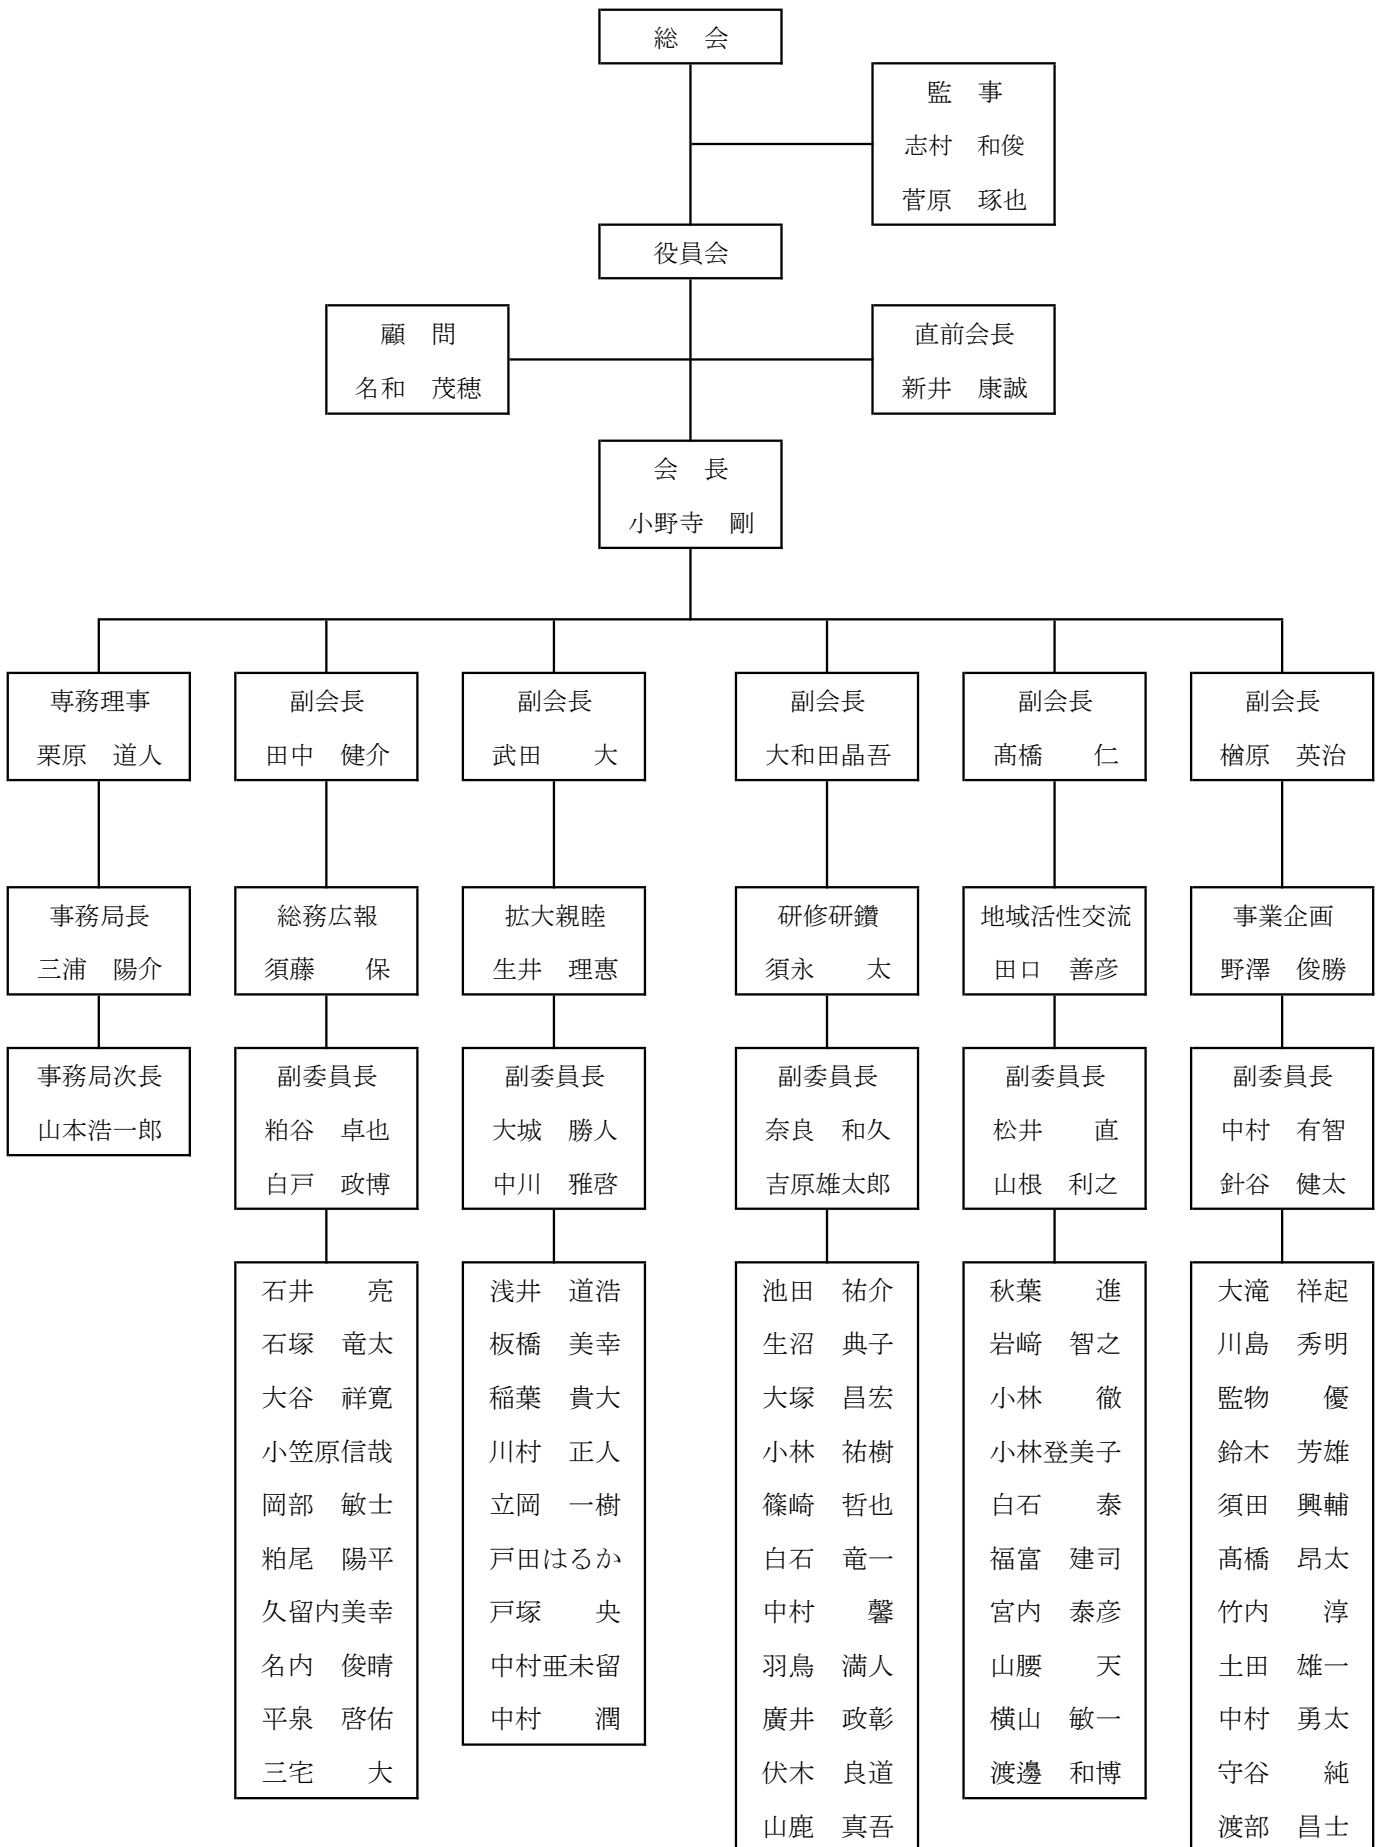 総　会
監　事
志村　和俊
菅原　琢也
役員会
顧　問
名和　茂穂
直前会長
新井　康誠
会　長
小野寺　剛
専務理事
栗原　道人
副会長
田中　健介
副会長
武田　　大
副会長
大和田晶吾
副会長
髙橋　　仁
副会長
楢原　英治
事務局長
三浦　陽介
総務広報
須藤　　保
拡大親睦
生井　理惠
研修研鑽
須永　　太
地域活性交流
田口　善彦
事業企画
野澤　俊勝
事務局次長
山本浩一郎
副委員長
粕谷　卓也
白戸　政博
副委員長
大城　勝人
中川　雅啓
副委員長
奈良　和久
吉原雄太郎
副委員長
松井　　直
山根　利之
副委員長
中村　有智
針谷　健太
石井　　亮
石塚　竜太
大谷　祥寛
小笠原信哉
岡部　敏士
粕尾　陽平
久留内美幸
名内　俊晴
平泉　啓佑
三宅　　大
浅井　道浩
板橋　美幸
稲葉　貴大
川村　正人
立岡　一樹
戸田はるか
戸塚　　央
中村亜未留
中村　　潤
池田　祐介
生沼　典子
大塚　昌宏
小林　祐樹
篠崎　哲也
白石　竜一
中村　　馨
羽鳥　満人
廣井　政彰
伏木　良道
山鹿　真吾
秋葉　　進
岩﨑　智之
小林　　徹
小林登美子
白石　　泰
福富　建司
宮内　泰彦
山腰　　天
横山　敏一
渡邊　和博
大滝　祥起
川島　秀明
監物　　優
鈴木　芳雄
須田　興輔
髙橋　昂太
竹内　　淳
土田　雄一
中村　勇太
守谷　　純
渡部　昌士